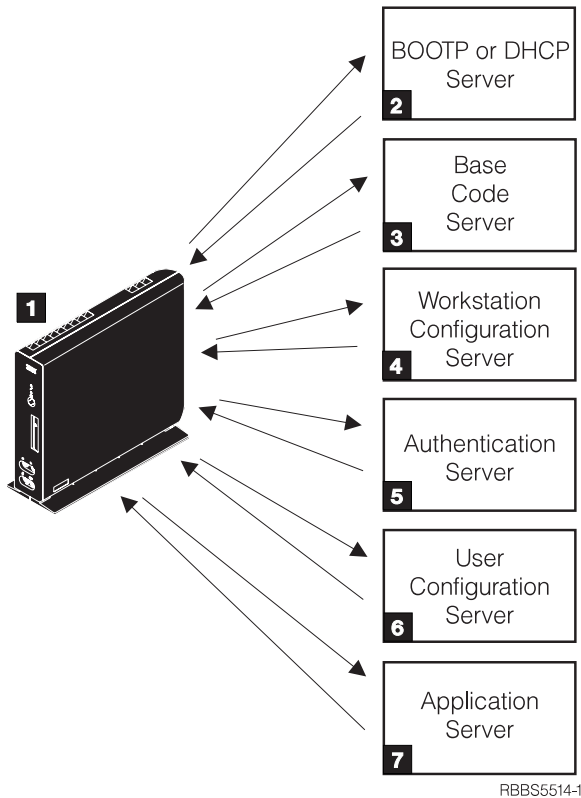 BOOTP or DHCP
Server
2
Base
Code
Server
3
1
Workstation
Configuration
Server
4
Authentication
Server
5
User
Configuration
Server
6
Application
Server
7
RBBS5514-1